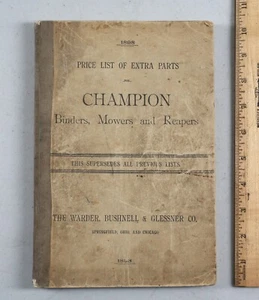 PRICE LIST OF EXTRA PARTS
FOR
CHAMPION
Binders, Mowers and Reapers
THIS SUPERSEDES ALL PREVIOUS LISTS.
THE WARDER, BUSHNELL & GLESSNER CO.
SPRINGFIELD, OHIO, AND CHICAGO.